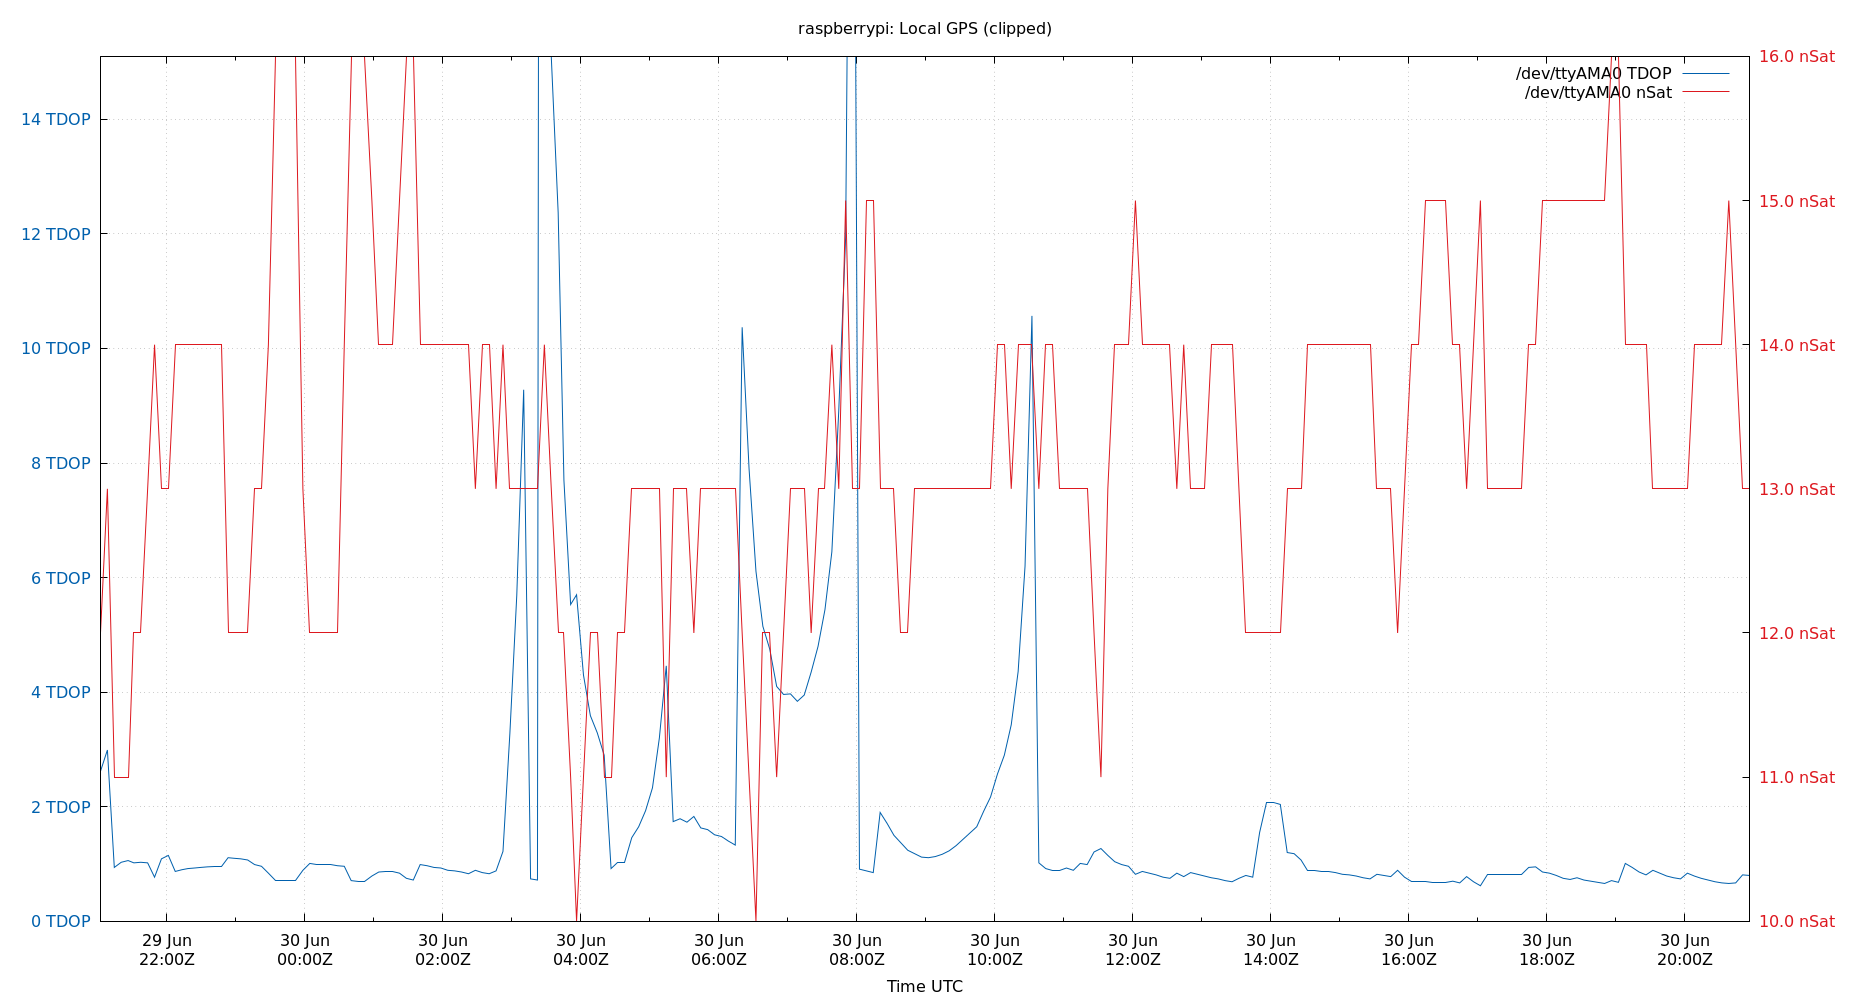 raspberrypi: Local GPS (clipped)
/dev/ttyAMA0 TDOP
/dev/ttyAMA0 nSat
14 TDOP
12 TDOP
10 TDOP
8 TDOP
6 TDOP
4 TDOP
2 TDOP
0 TDOP
16.0 nSat
15.0 nSat
14.0 nSat
13.0 nSat
12.0 nSat
11.0 nSat
10.0 nSat
29 Jun 30 Jun 30 Jun 30 Jun 30 Jun 30 Jun 30 Jun 30 Jun 30 Jun 30 Jun 30 Jun 30 Jun
22:00Z 00:00Z 02:00Z 04:00Z 06:00Z 08:00Z 10:00Z 12:00Z 14:00Z 16:00Z 18:00Z 20:00Z
Time UTC